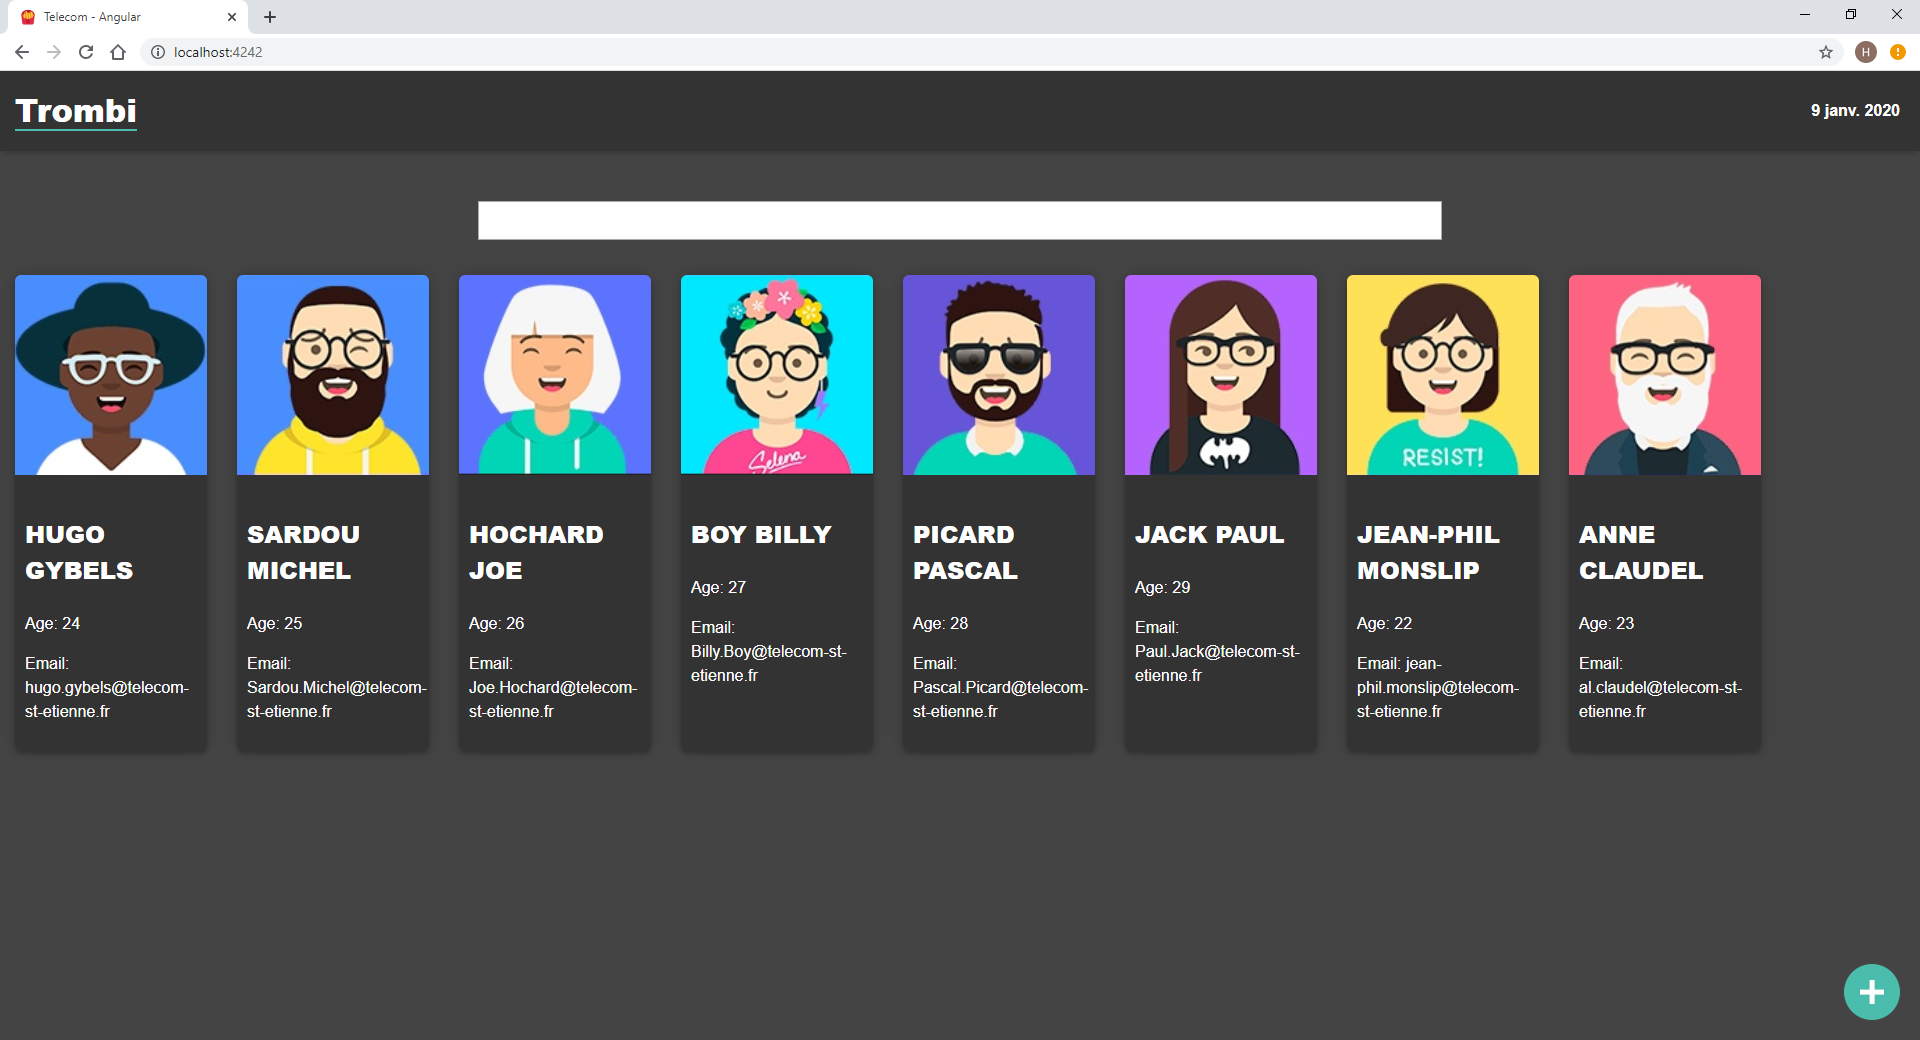 Telecom - Angular
localhost:4242
H
Trombi
9 janv. 2020
Selena
RESIST!
HUGO
GYBELS
Age: 24
Email:
hugo.gybels@telecom-
st-etienne.fr
SARDOU
MICHEL
Age: 25
Email:
Sardou.Michel@telecom-
st-etienne.fr
HOCHARD
JOE
Age: 26
Email:
Joe.Hochard@telecom-
st-etienne.fr
BOY BILLY
Age: 27
Email:
Billy.Boy@telecom-st-
etienne.fr
PICARD
PASCAL
Age: 28
Email:
Pascal.Picard@telecom-
st-etienne.fr
JACK PAUL
Age: 29
Email:
Paul.Jack@telecom-st-
etienne.fr
JEAN-PHIL
MONSLIP
Age: 22
Email: jean-
phil.monslip@telecom-
st-etienne.fr
ANNE
CLAUDEL
Age: 23
Email:
al.claudel@telecom-st-
etienne.fr